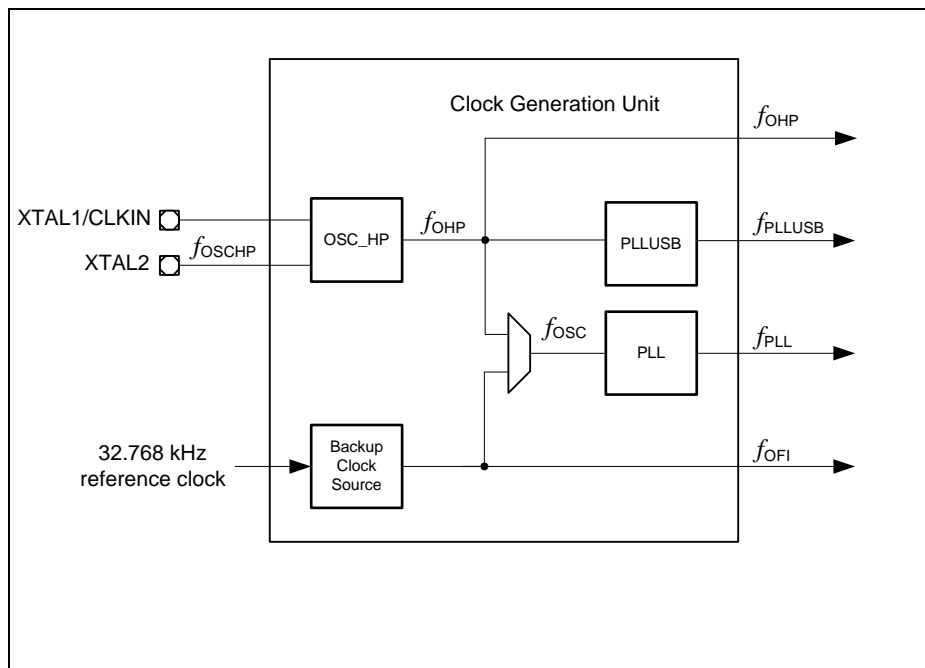 Clock Generation Unit
fOHP
XTAL1/CLKIN
fOSCHP
XTAL2
OSC_HP
fOHP
PLLUSB
fPLLUSB
fOSC
PLL
fPLL
32.768 kHz
reference clock
Backup
Clock
Source
fOFI